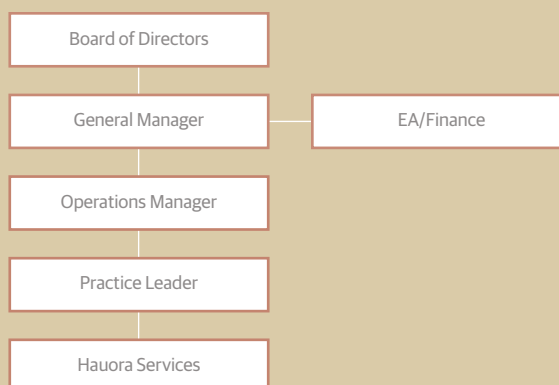 Board of Directors
General Manager
EA/Finance
Operations Manager
Practice Leader
Hauora Services